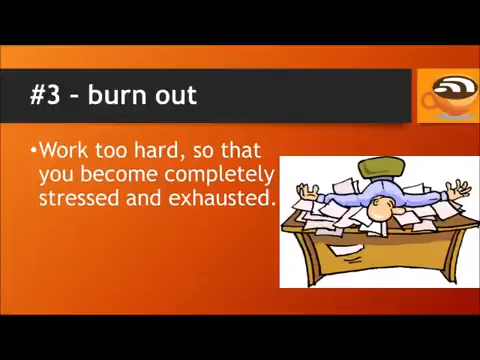 #3 – burn out
•Work too hard, so that
you become completely
stressed and exhausted.